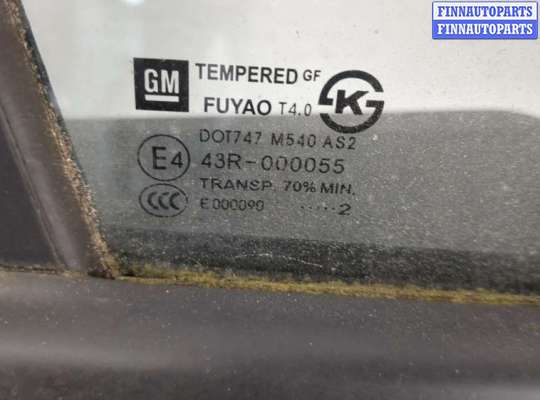 FINNAUTOPARTS
FINNAUTOPARTS
GM TEMPERED GF
FUYAO T4.0
KS
DOT747 M540 AS2
E4 43R-000055
TRANSP. 70% MIN.
CCC E000090 ·····2